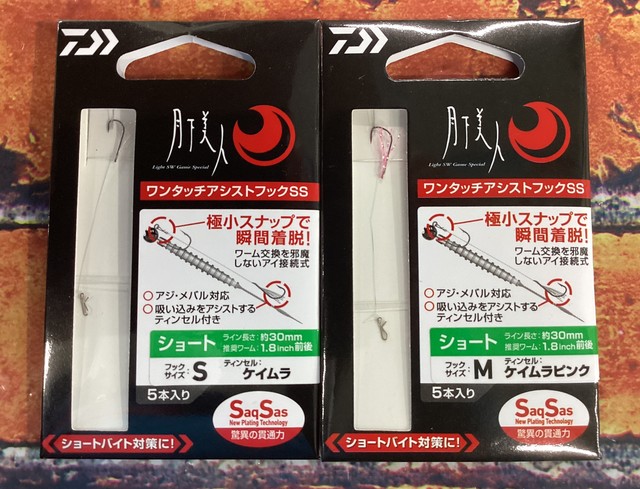 月下美人
Light SW Game Special
ワンタッチアシストフックSS
極小スナップで
瞬間着脱!
ワーム交換を邪魔
しないアイ接続式
○アジ・メバル対応
○吸い込みをアシストする
ティンセル付き
ショート
ライン長さ:約30mm
推奨ワーム:1.8inch前後
フックサイズ:S
ティンセル:ケイムラ
5本入り
SaqSas
New Plating Technology
驚異の貫通力
ショートバイト対策に!
月下美人
Light SW Game Special
ワンタッチアシストフックSS
極小スナップで
瞬間着脱!
ワーム交換を邪魔
しないアイ接続式
○アジ・メバル対応
○吸い込みをアシストする
ティンセル付き
ショート
ライン長さ:約30mm
推奨ワーム:1.8inch前後
フックサイズ:M
ティンセル:ケイムラピンク
5本入り
SaqSas
New Plating Technology
驚異の貫通力
ショートバイト対策に!